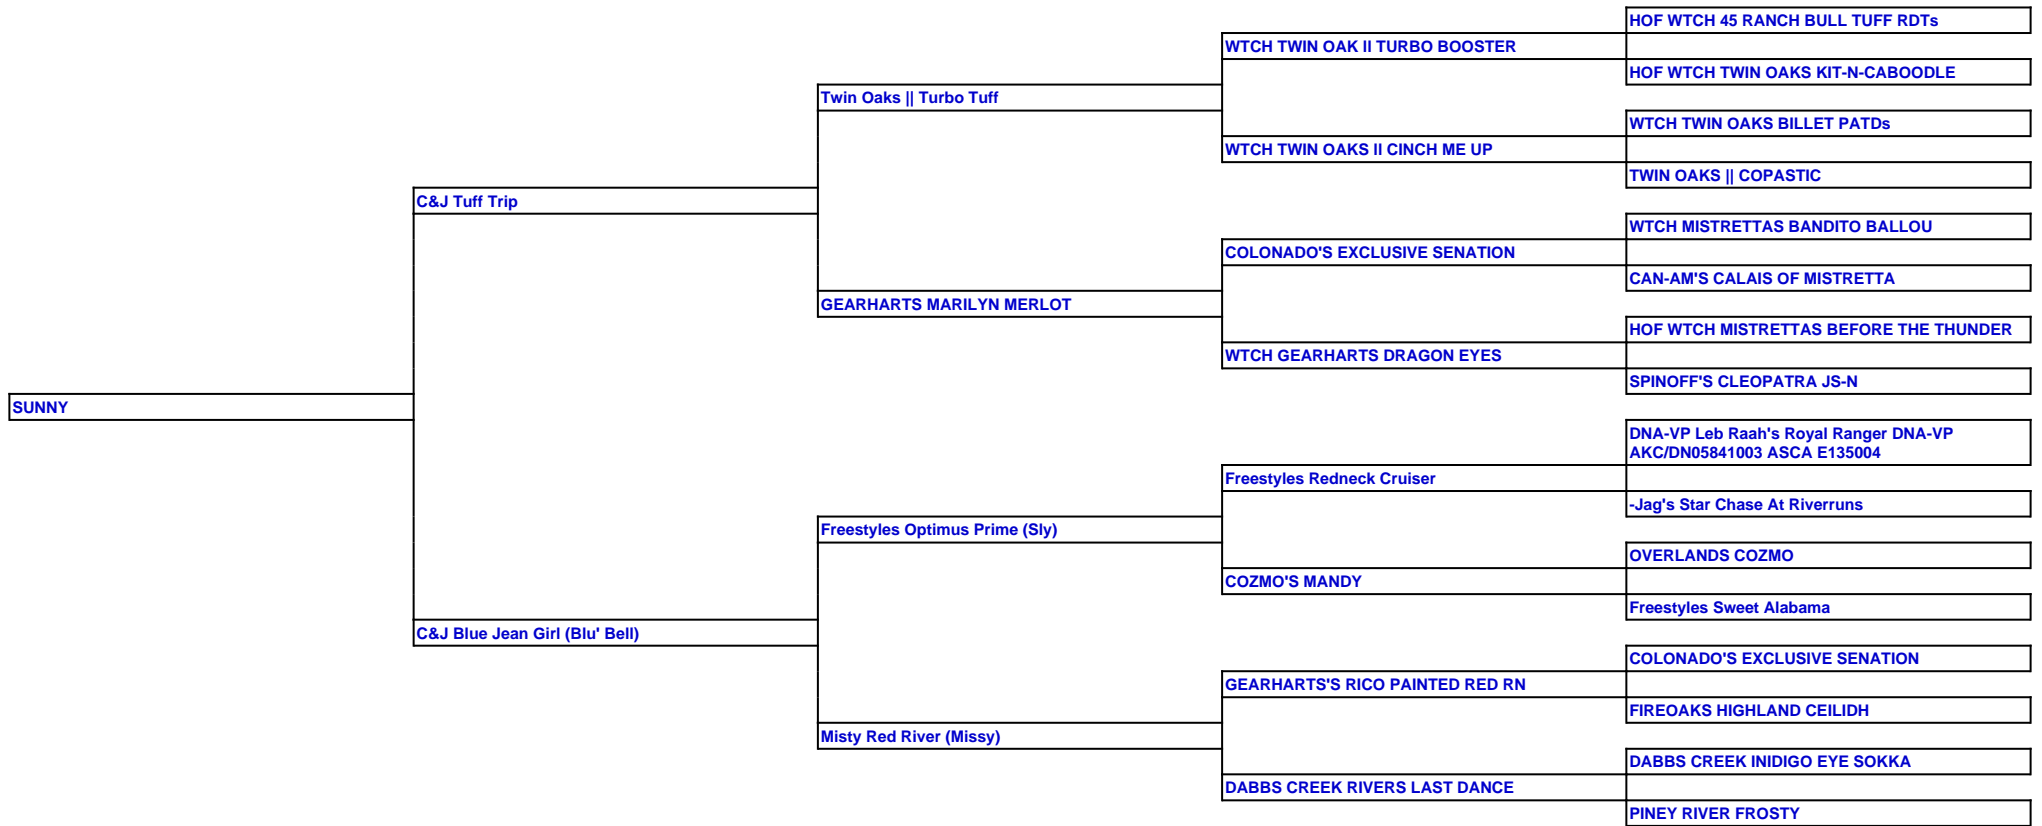 HOF WTCH 45 RANCH BULL TUFF RDTs
WTCH TWIN OAK II TURBO BOOSTER
HOF WTCH TWIN OAKS KIT-N-CABOODLE
Twin Oaks || Turbo Tuff
WTCH TWIN OAKS BILLET PATDs
WTCH TWIN OAKS II CINCH ME UP
TWIN OAKS || COPASTIC
C&J Tuff Trip
WTCH MISTRETTAS BANDITO BALLOU
COLONADO'S EXCLUSIVE SENATION
CAN-AM'S CALAIS OF MISTRETTA
GEARHARTS MARILYN MERLOT
HOF WTCH MISTRETTAS BEFORE THE THUNDER
WTCH GEARHARTS DRAGON EYES
SPINOFF'S CLEOPATRA JS-N
SUNNY
DNA-VP Leb Raah's Royal Ranger DNA-VP
AKC/DN05841003 ASCA E135004
Freestyles Redneck Cruiser
-Jag's Star Chase At Riverruns
Freestyles Optimus Prime (Sly)
OVERLANDS COZMO
COZMO'S MANDY
Freestyles Sweet Alabama
C&J Blue Jean Girl (Blu' Bell)
COLONADO'S EXCLUSIVE SENATION
GEARHARTS'S RICO PAINTED RED RN
FIREOAKS HIGHLAND CEILIDH
Misty Red River (Missy)
DABBS CREEK INIDIGO EYE SOKKA
DABBS CREEK RIVERS LAST DANCE
PINEY RIVER FROSTY